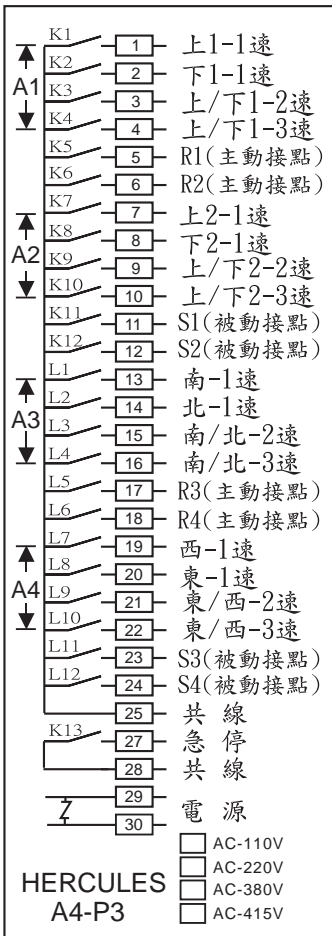 K1 1 上1-1速
K2 2 下1-1速
A1
K3 3 上/下1-2速
K4 4 上/下1-3速
K5 5 R1(主動接點)
K6 6 R2(主動接點)
K7 7 上2-1速
K8 8 下2-1速
A2
K9 9 上/下2-2速
K10 10 上/下2-3速
K11 11 S1(被動接點)
K12 12 S2(被動接點)
L1 13 南-1速
L2 14 北-1速
A3
L3 15 南/北-2速
L4 16 南/北-3速
L5 17 R3(主動接點)
L6 18 R4(主動接點)
L7 19 西-1速
L8 20 東-1速
A4
L9 21 東/西-2速
L10 22 東/西-3速
L11 23 S3(被動接點)
L12 24 S4(被動接點)
25 共線
K13 27 急停
28 共線
29
電源
30
AC-110V
AC-220V
AC-380V
AC-415V
HERCULES
A4-P3